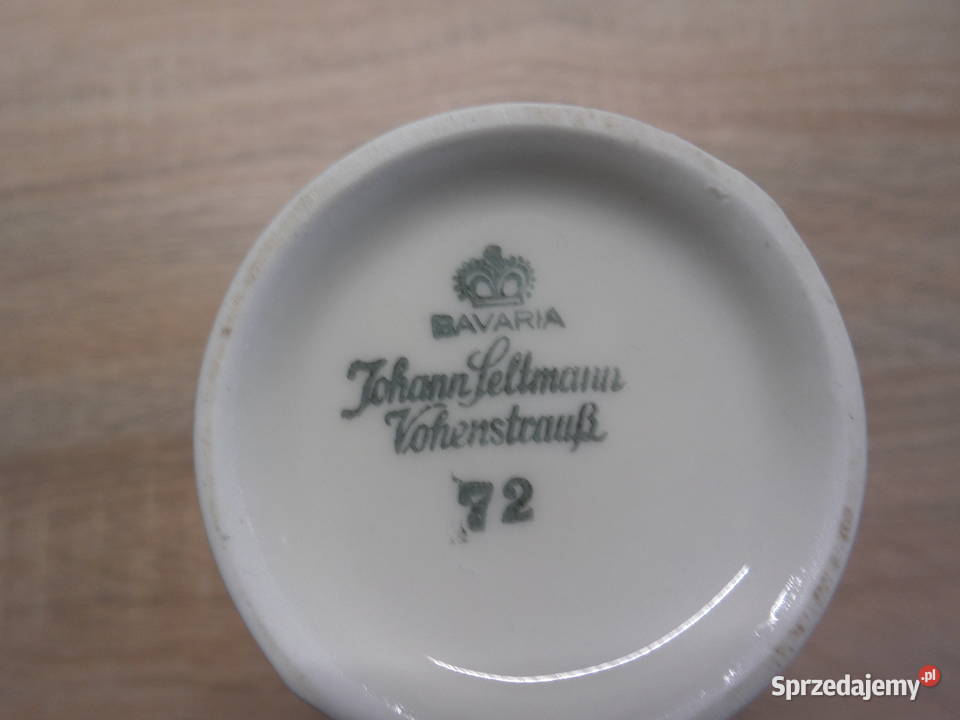 BAVARIA
Johann Seltmann
Vohenstrauß
72
Sprzedajemy.pl